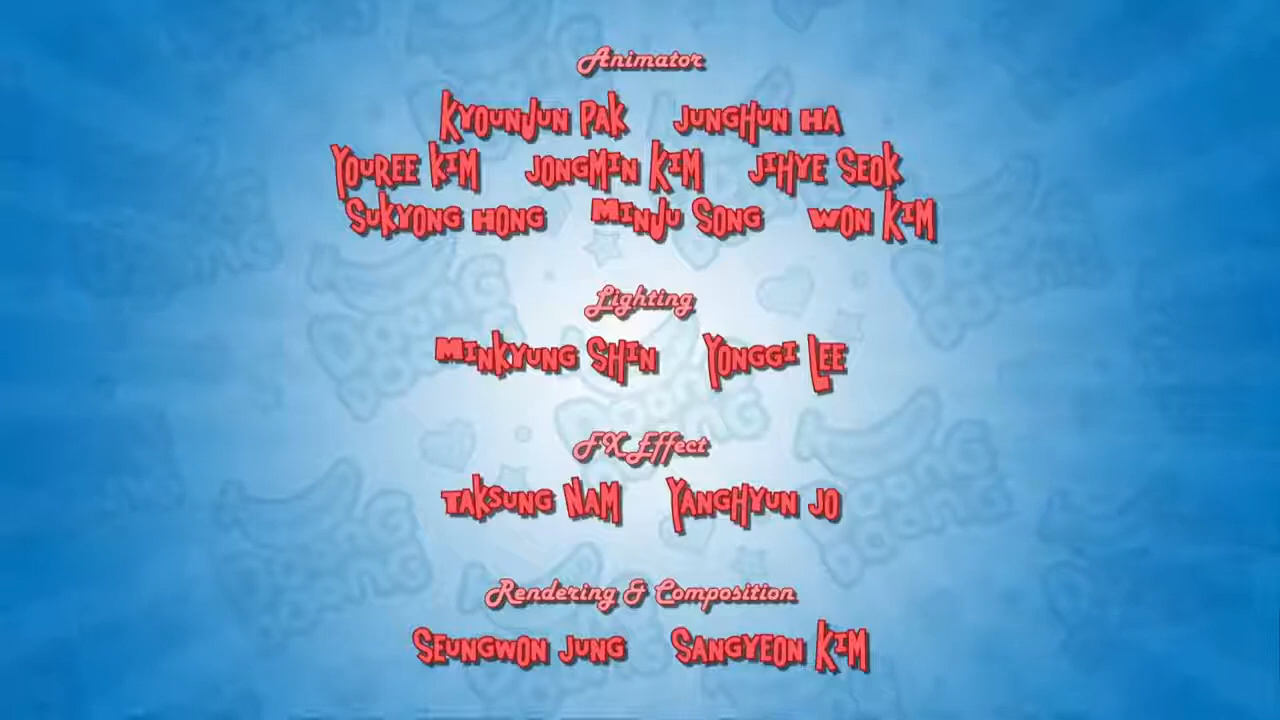 Animator
KYOUNJUN PAK JUNGHUN HA
YOUREE KIM JONGMIN KIM JIHYE SEOK
SUKYONG HONG MINJU SONG WON KIM
Lighting
MINKYUNG SHIN YONGGI LEE
FX Effect
TAKSUNG NAM YANGHYUN JO
Rendering & Composition
SEUNGWON JUNG SANGYEON KIM